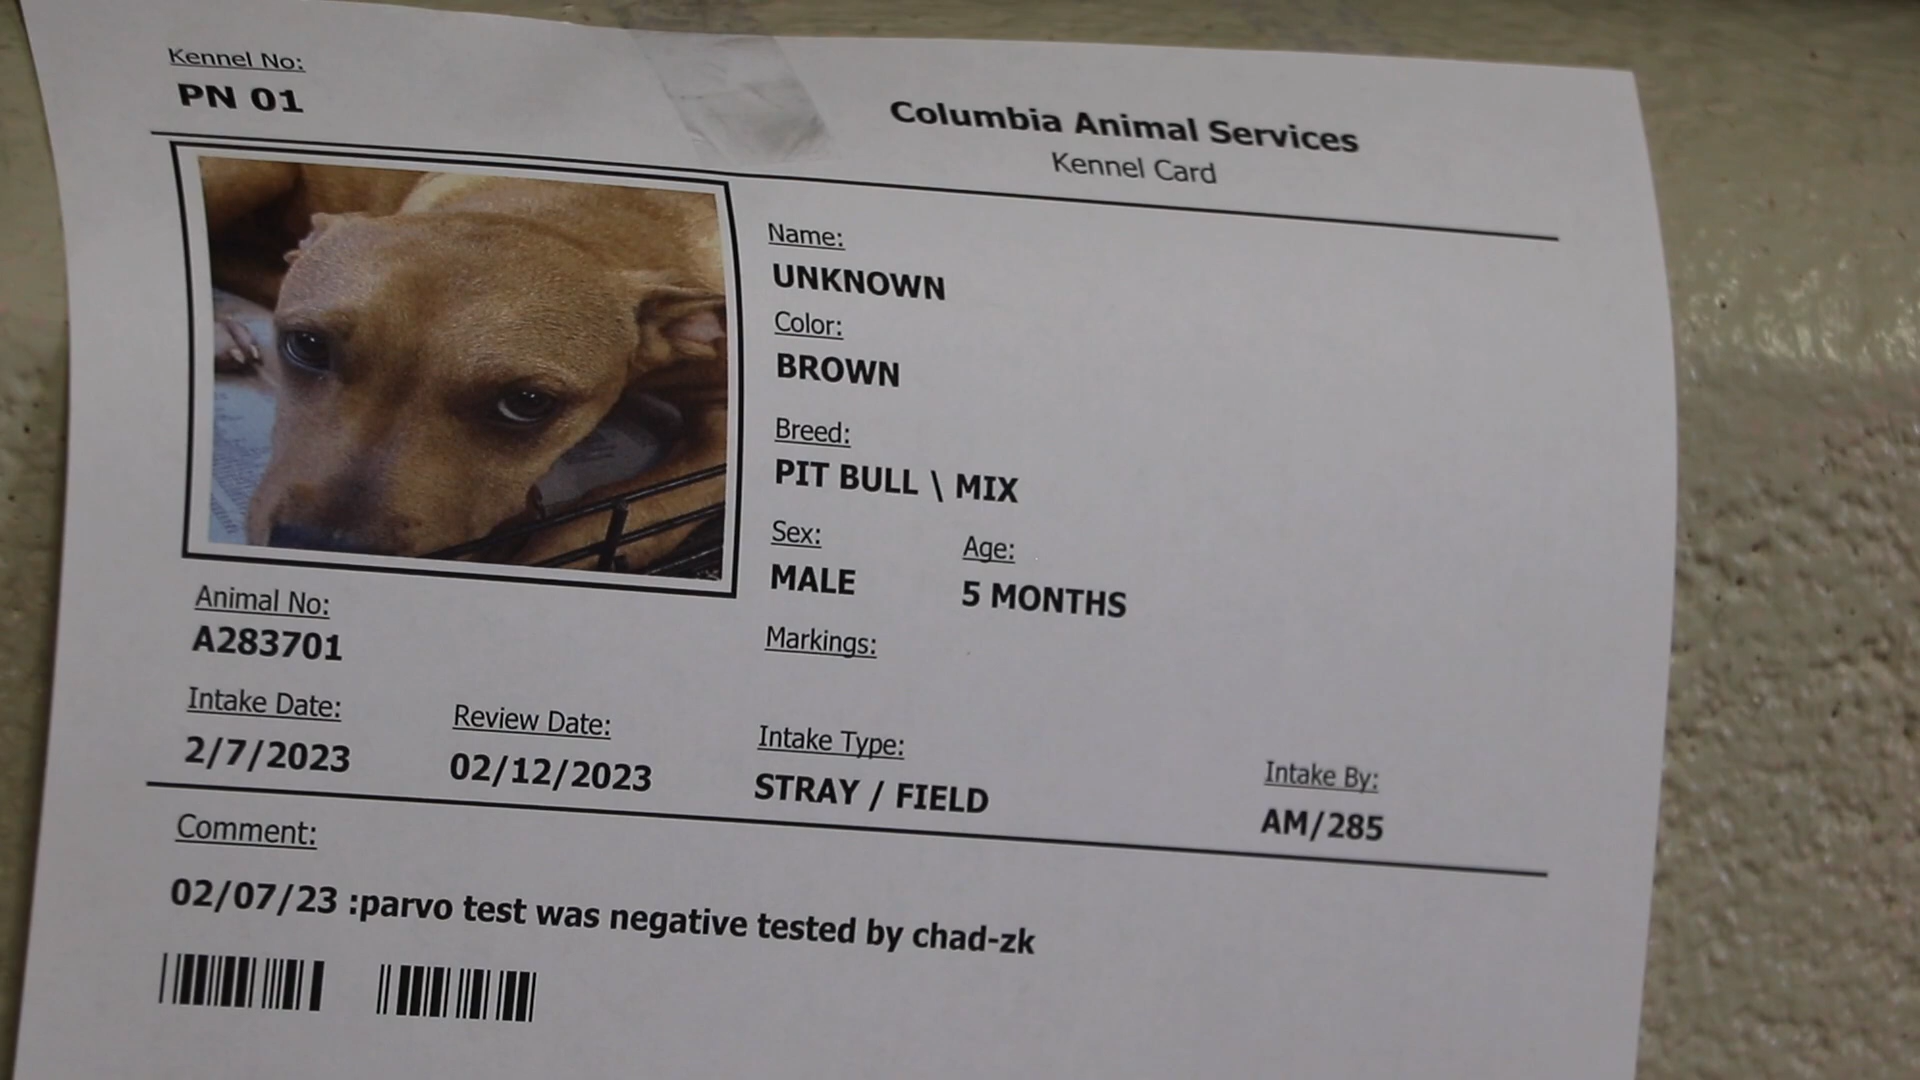 Kennel No:
PN 01
Columbia Animal Services
Kennel Card
Name:
UNKNOWN
Color:
BROWN
Breed:
PIT BULL \ MIX
Sex: Age:
MALE 5 MONTHS
Markings:
Animal No:
A283701
Intake Date: Review Date: Intake Type: Intake By:
2/7/2023 02/12/2023 STRAY / FIELD AM/285
Comment:
02/07/23 :parvo test was negative tested by chad-zk